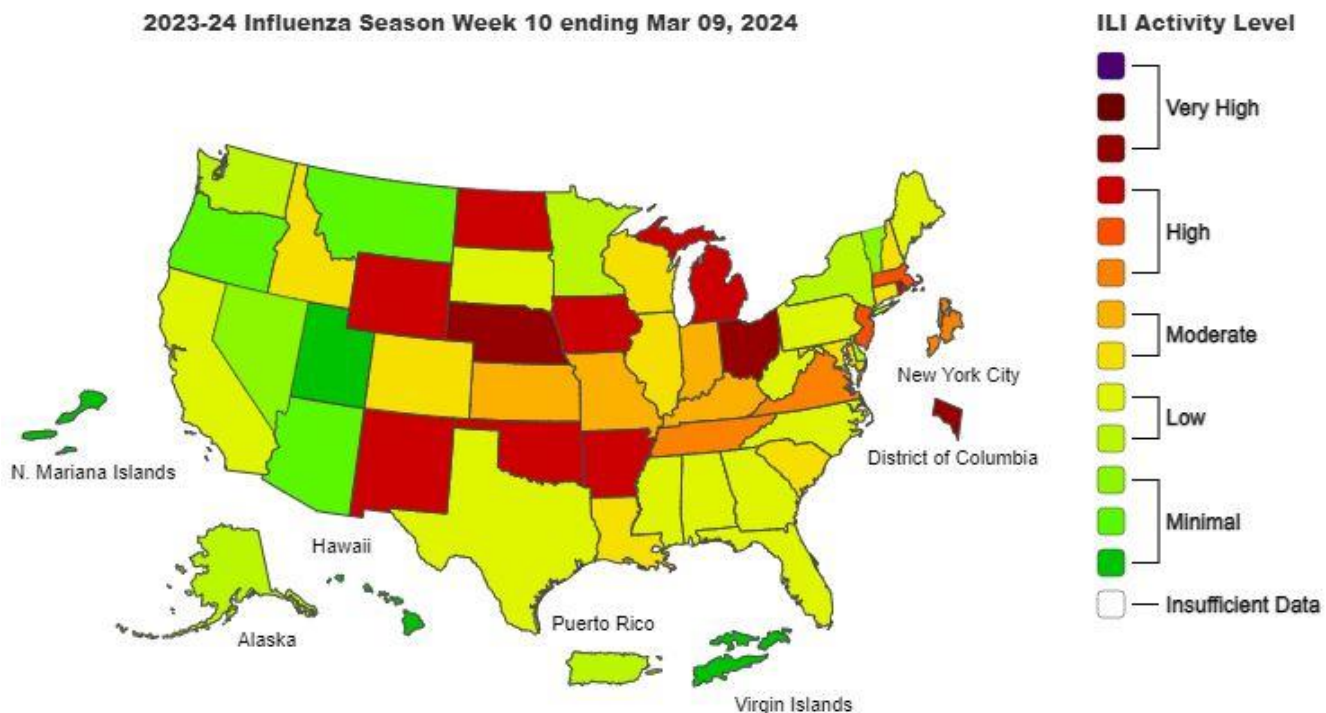 2023-24 Influenza Season Week 10 ending Mar 09, 2024
ILI Activity Level
Very High
High
Moderate
Low
Minimal
Insufficient Data
New York City
District of Columbia
N. Mariana Islands
Hawaii
Alaska
Puerto Rico
Virgin Islands